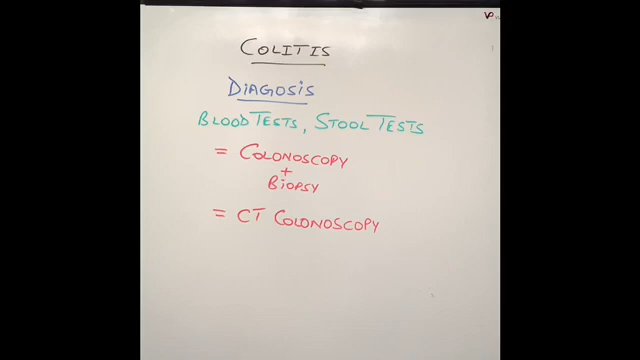 COLITIS
DIAGOSIS
BLOOD TESTS, STOOL TESTS
= COLONOSCOPY
+
BIOPSY
= CT COLONOSCOPY